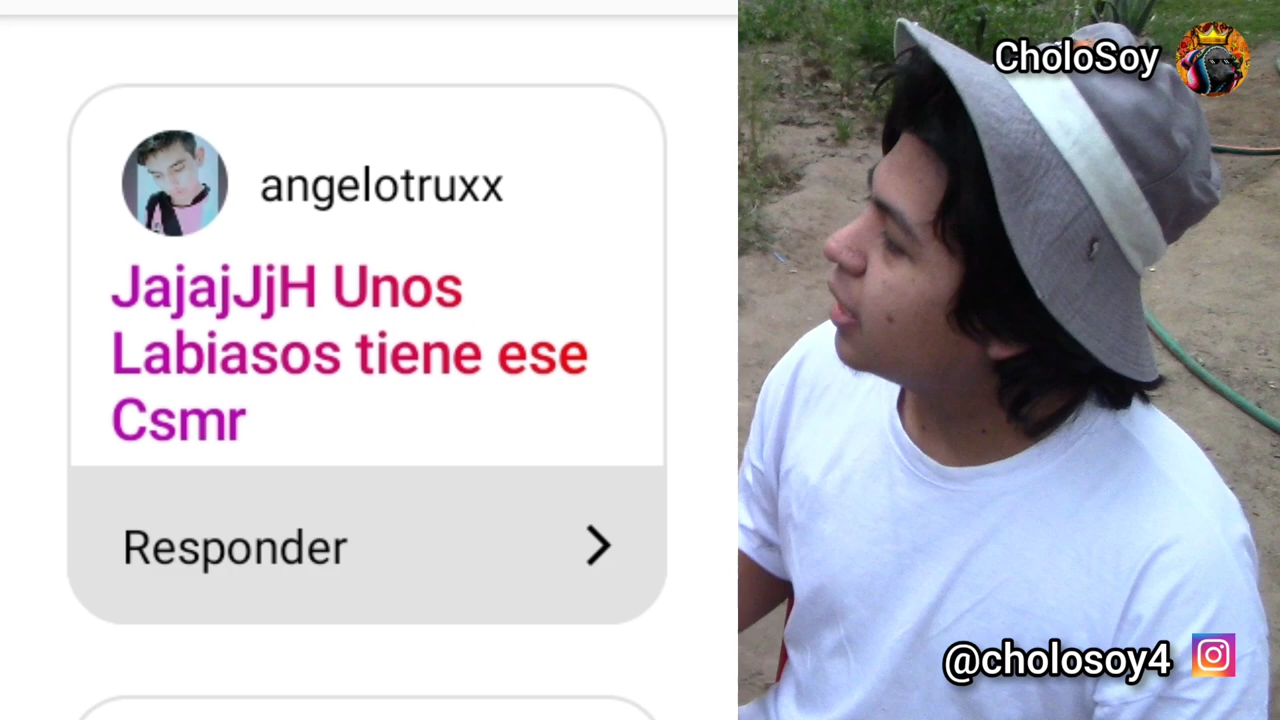 angelotruxx
JajajJjH Unos
Labiasos tiene ese
Csmr
Responder
CholoSoy
@cholosoy4